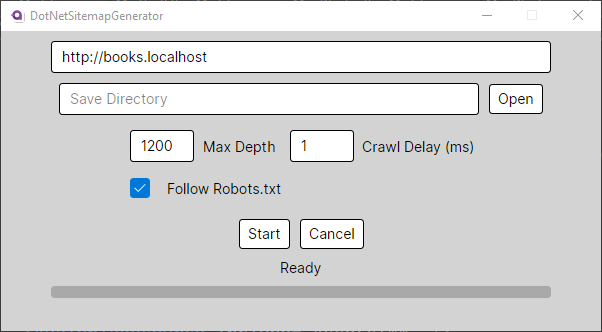 DotNetSitemapGenerator
http://books.localhost
Save Directory Open
1200 Max Depth 1 Crawl Delay (ms)
Follow Robots.txt
Start Cancel
Ready